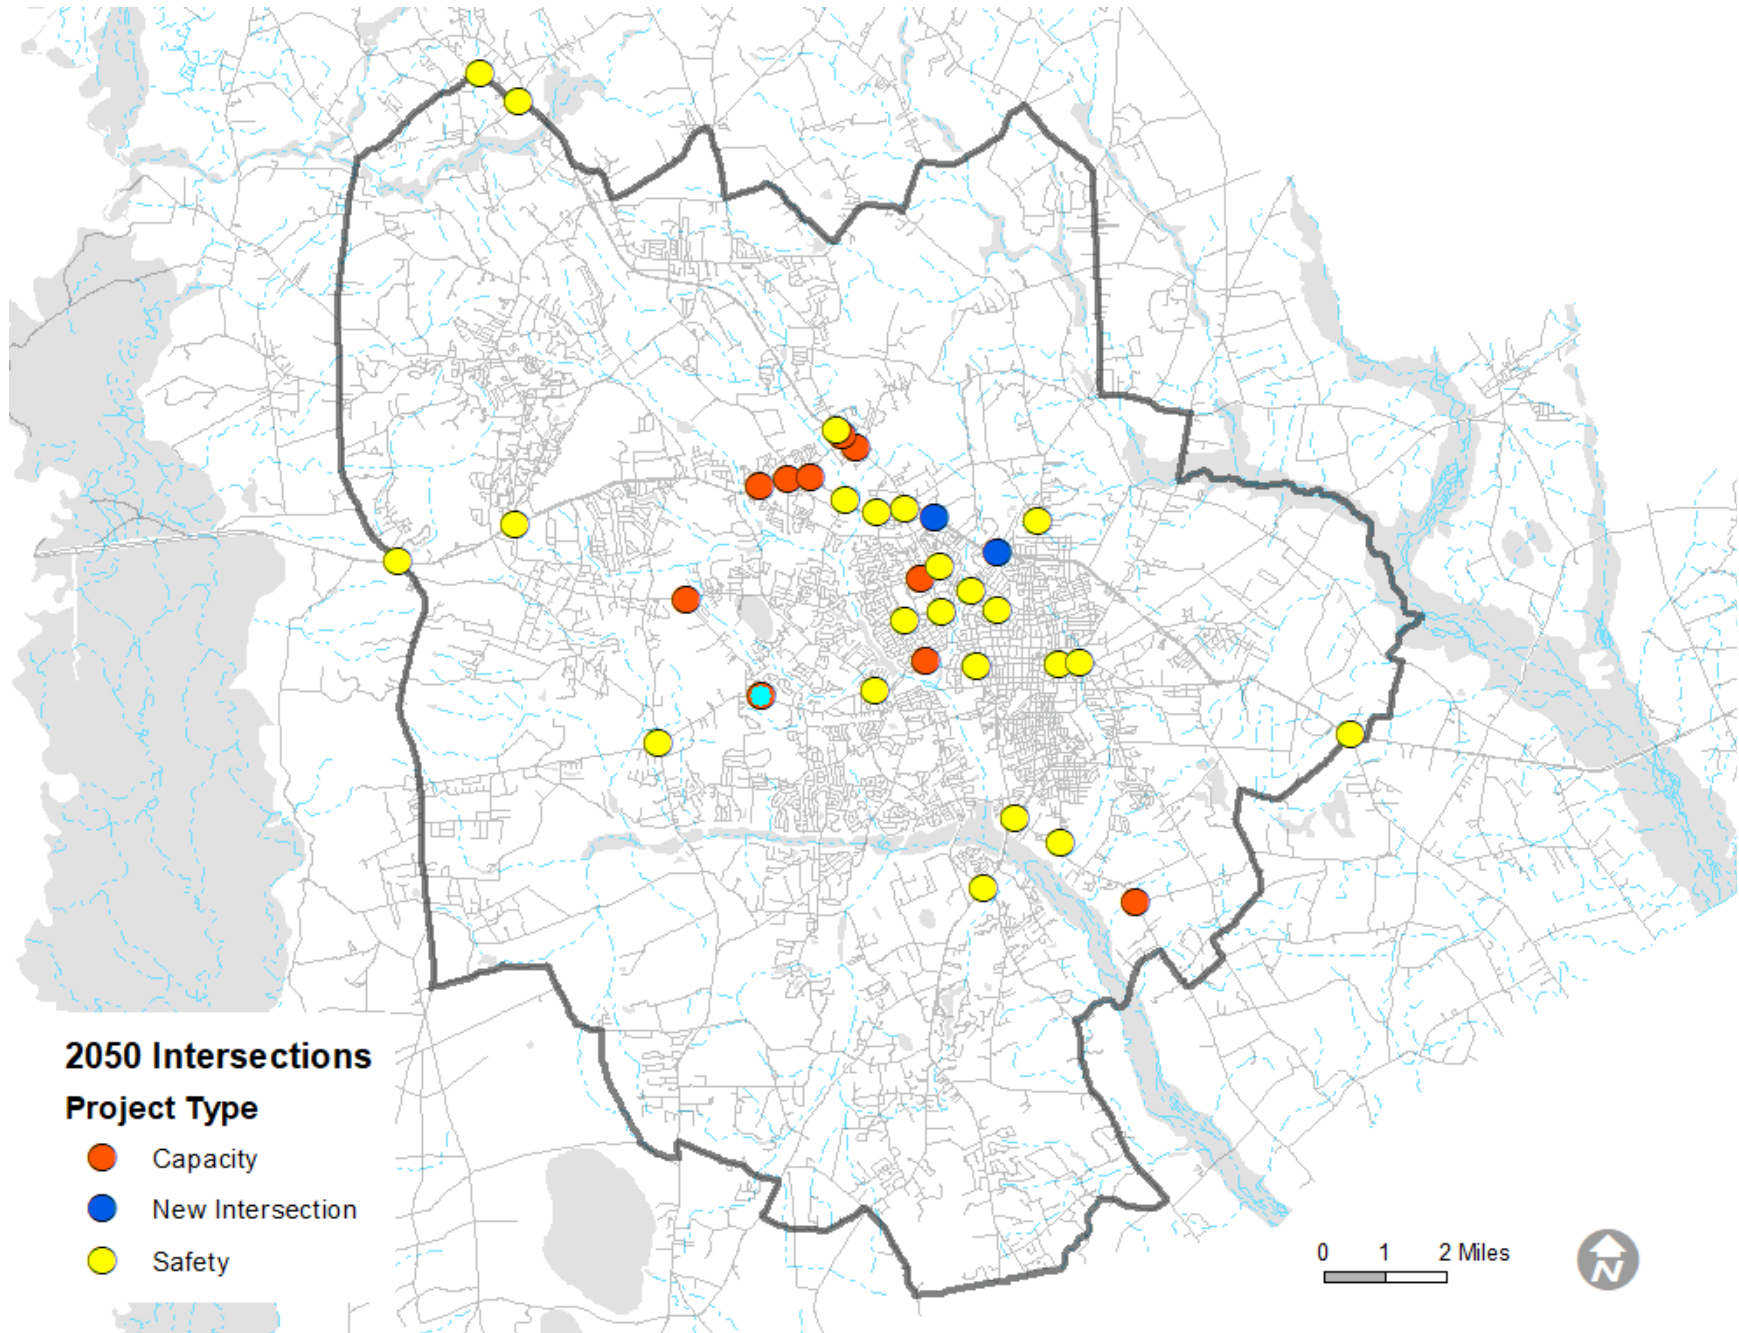 2050 Intersections
Project Type
Capacity
New Intersection
Safety
0 1 2 Miles
N